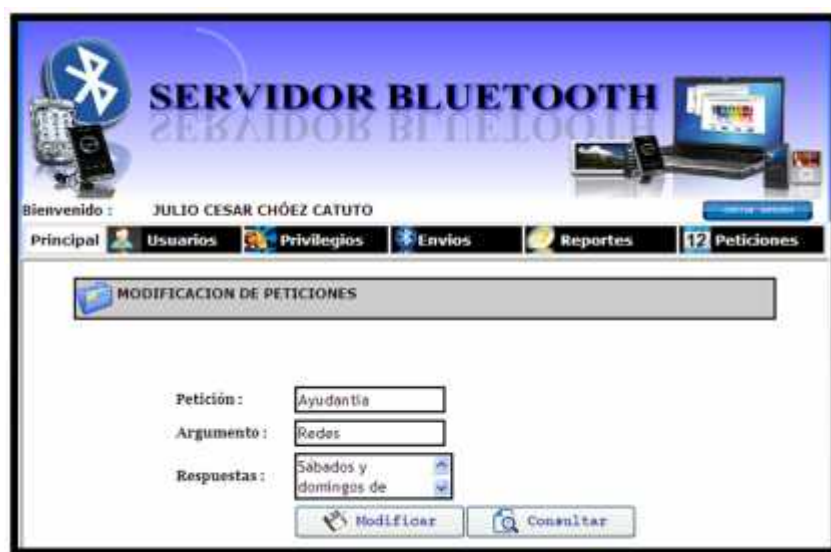 SERVIDOR BLUETOOTH
Bienvenido : JULIO CESAR CHÓEZ CATUTO
Principal Usuarios Privilegios Envios Reportes 12 Peticiones
MODIFICACION DE PETICIONES
Petición : Ayudantia
Argumento : Redes
Respuestas : Sabados y
domingos de
Modificar Consultar